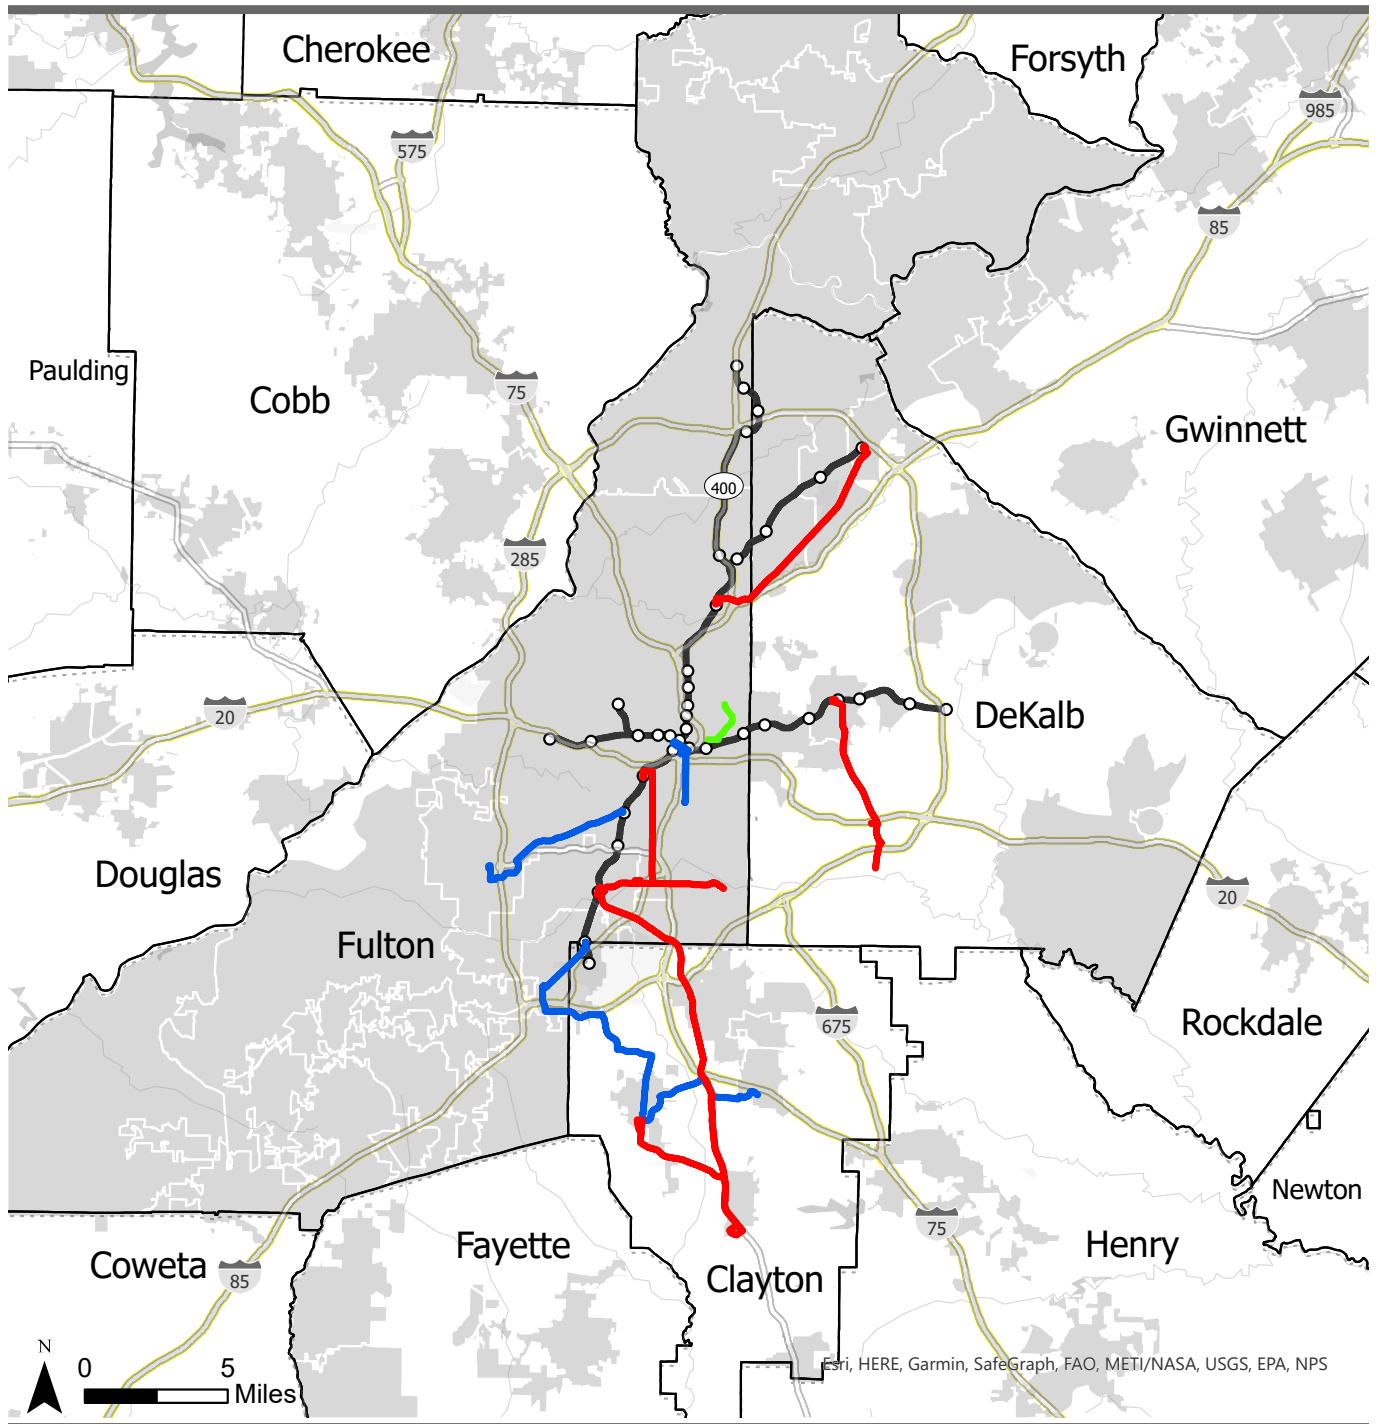 Cherokee
Forsyth
985
575
85
Paulding
75
Cobb
Gwinnett
400
285
20
DeKalb
Douglas
20
Fulton
675
Rockdale
Newton
75
Henry
Fayette
Coweta
85
Clayton
N
0 5
Miles
Esri, HERE, Garmin, SafeGraph, FAO, METI/NASA, USGS, EPA, NPS